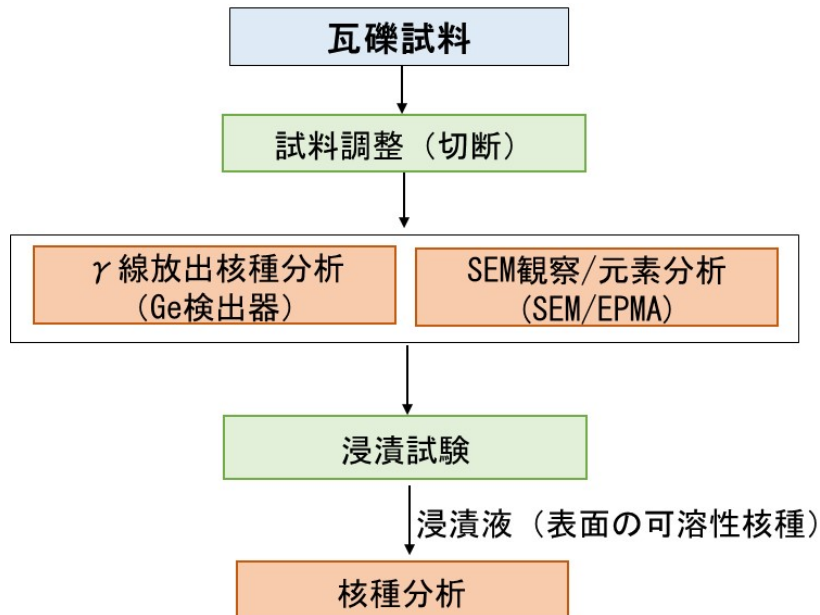 瓦礫試料
試料調整（切断）
γ線放出核種分析
(Ge検出器)
SEM観察/元素分析
(SEM/EPMA)
浸漬試験
浸漬液（表面の可溶性核種）
核種分析